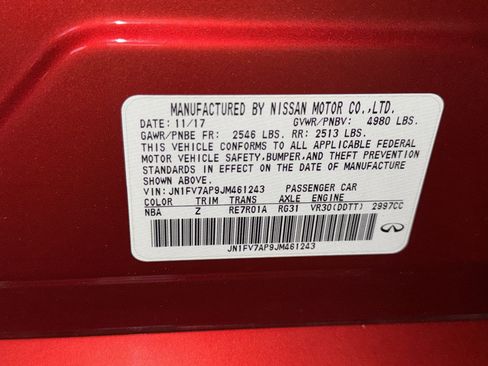 MANUFACTURED BY NISSAN MOTOR CO.,LTD.
DATE: 11/17 GVWR/PNBV: 4980 LBS.
GAWR/PNBE FR: 2546 LBS. RR: 2513 LBS.
THIS VEHICLE CONFORMS TO ALL APPLICABLE FEDERAL
MOTOR VEHICLE SAFETY,BUMPER,AND THEFT PREVENTION
STANDARDS IN EFFECT ON THE DATE OF MANUFACTURE
SHOWN ABOVE.
VIN: JN1FV7AP9JM461243 PASSENGER CAR
COLOR TRIM TRANS AXLE ENGINE
NBA Z RE7R01A RG31 VR30(DDTT) 2997CC
JN1FV7AP9JM461243